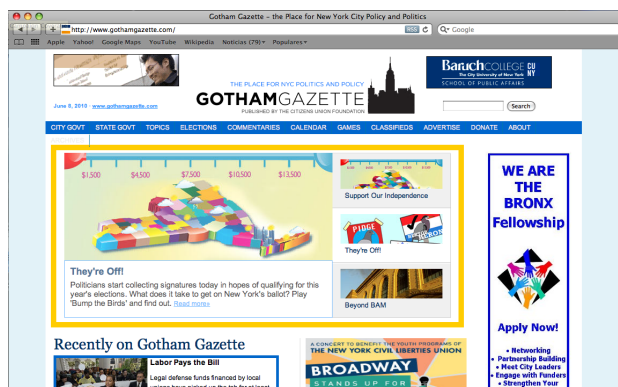 Gotham Gazette – the Place for New York City Policy and Politics
http://www.gothamgazette.com/
RSS
Google
Apple Yahoo! Google Maps YouTube Wikipedia Noticias (79) Populares
Baruch COLLEGE CUNY
The City University of New York
SCHOOL OF PUBLIC AFFAIRS
THE PLACE FOR NYC POLITICS AND POLICY
GOTHAMGAZETTE
PUBLISHED BY THE CITIZENS UNION FOUNDATION
June 8, 2010 www.gothamgazette.com
Search
CITY GOVT STATE GOVT TOPICS ELECTIONS COMMENTARIES CALENDAR GAMES CLASSIFIEDS ADVERTISE DONATE ABOUT
$1,500 $4,500 $7,500 $10,500 $13,500
Support Our Independence
PIDGE
They're Off!
Beyond BAM
They're Off!
Politicians start collecting signatures today in hopes of qualifying for this
year's elections. What does it take to get on New York's ballot? Play
'Bump the Birds' and find out. Read more»
WE ARE
THE
BRONX
Fellowship
Apply Now!
• Networking
• Partnership Building
• Meet City Leaders
• Engage with Funders
• Strengthen Your
Recently on Gotham Gazette
Labor Pays the Bill
Legal defense funds financed by local
A CONCERT TO BENEFIT THE YOUTH PROGRAMS OF
THE NEW YORK CIVIL LIBERTIES UNION
BROADWAY
STANDS UP FOR